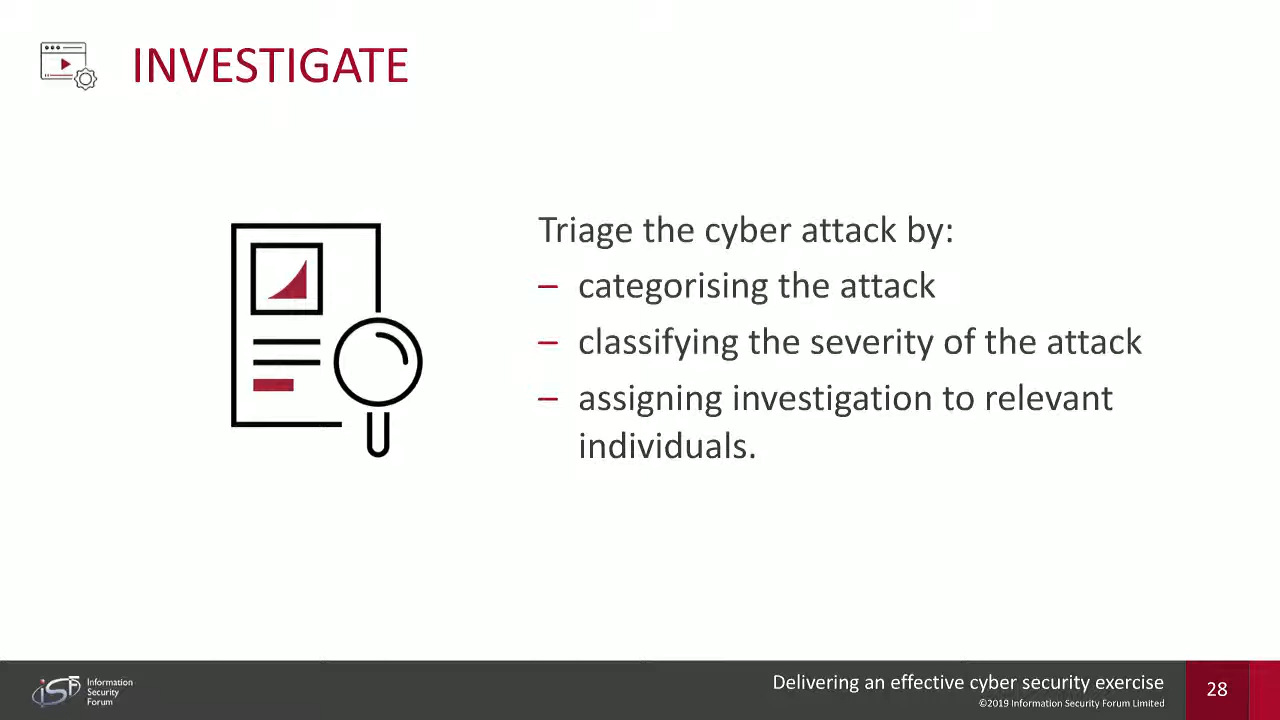 INVESTIGATE
Triage the cyber attack by:
– categorising the attack
– classifying the severity of the attack
– assigning investigation to relevant
individuals.
isf
Information
Security
Forum
Delivering an effective cyber security exercise
©2019 Information Security Forum Limited
28